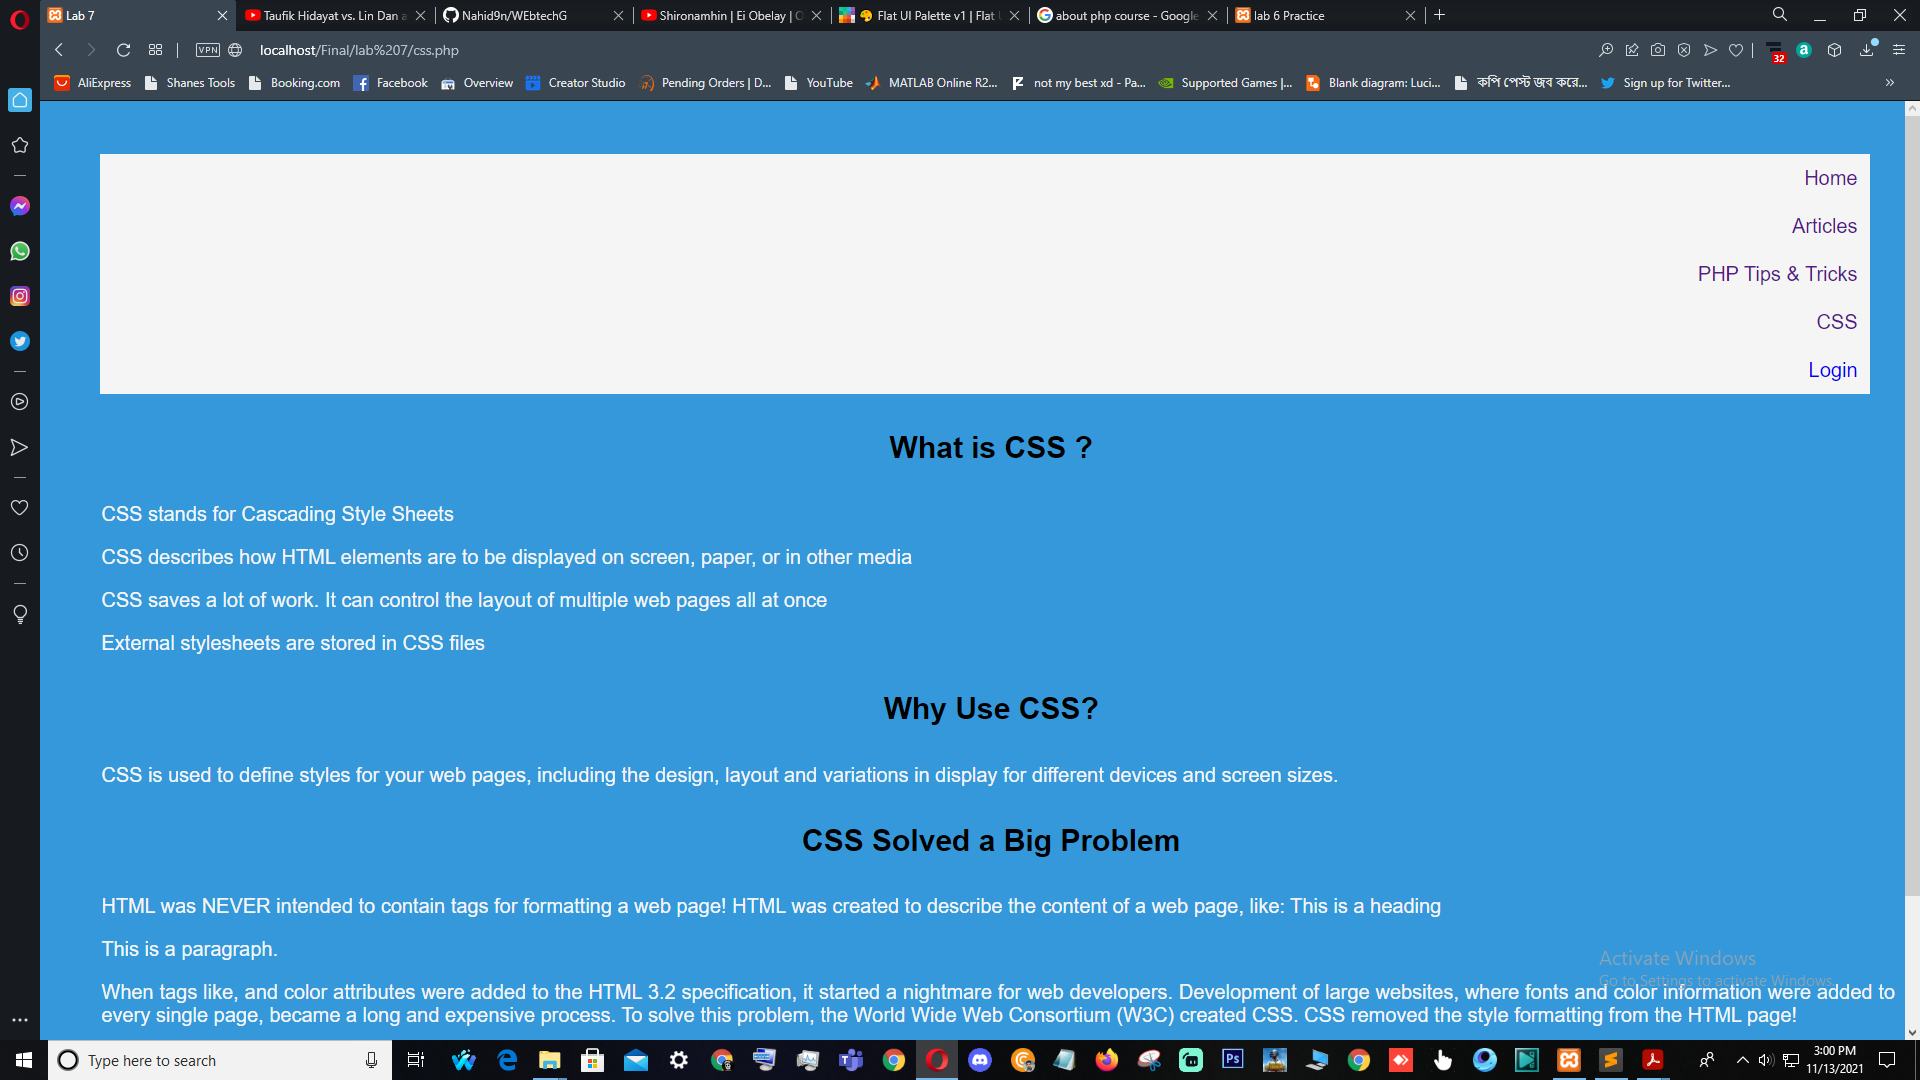 Lab 7
Taufik Hidayat vs. Lin Dan a
Nahid9n/WEbtechG
Shironamhin | Ei Obelay | O
Flat UI Palette v1 | Flat
about php course - Google
lab 6 Practice
VPN
localhost/Final/lab%207/css.php
32
AliExpress
Shanes Tools
Booking.com
Facebook
Overview
Creator Studio
Pending Orders | D...
YouTube
MATLAB Online R2...
not my best xd - Pa...
Supported Games |...
Blank diagram: Luci...
কপি পেস্ট জব করে...
Sign up for Twitter...
Home
Articles
PHP Tips & Tricks
CSS
Login
What is CSS ?
CSS stands for Cascading Style Sheets
CSS describes how HTML elements are to be displayed on screen, paper, or in other media
CSS saves a lot of work. It can control the layout of multiple web pages all at once
External stylesheets are stored in CSS files
Why Use CSS?
CSS is used to define styles for your web pages, including the design, layout and variations in display for different devices and screen sizes.
CSS Solved a Big Problem
HTML was NEVER intended to contain tags for formatting a web page! HTML was created to describe the content of a web page, like: This is a heading
This is a paragraph.
Activate Windows
Go to Settings to activate Windows.
When tags like, and color attributes were added to the HTML 3.2 specification, it started a nightmare for web developers. Development of large websites, where fonts and color information were added to
every single page, became a long and expensive process. To solve this problem, the World Wide Web Consortium (W3C) created CSS. CSS removed the style formatting from the HTML page!
Type here to search
Ps
3:00 PM
11/13/2021